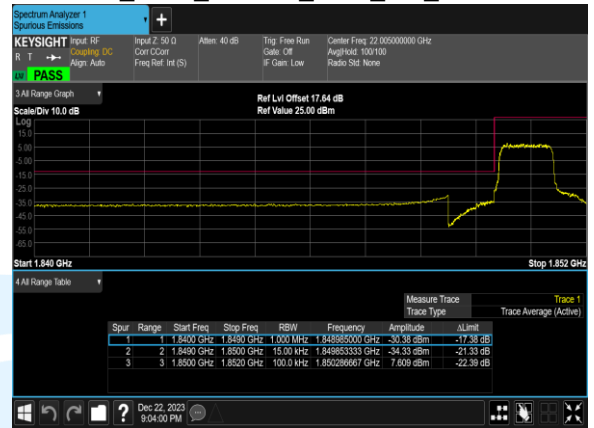 Spectrum Analyzer 1
Spurious Emissions
+
KEYSIGHT Input: RF Input Z: 50 Ω Atten: 40 dB Trig: Free Run Center Freq: 22.005000000 GHz
R T Coupling: DC Corr CCorr Gate: Off Avg|Hold: 100/100
Align: Auto Freq Ref: Int (S) IF Gain: Low Radio Std: None
PASS
3 All Range Graph
Ref Lvl Offset 17.64 dB
Scale/Div 10.0 dB Ref Value 25.00 dBm
Log
15.0
5.00
-5.00
-15.0
-25.0
-35.0
-45.0
-55.0
-65.0
Start 1.840 GHz Stop 1.852 GHz
4 All Range Table
Measure Trace Trace 1
Trace Type Trace Average (Active)
Spur Range Start Freq Stop Freq RBW Frequency Amplitude ΔLimit
1 1 1.8400 GHz 1.8490 GHz 1.000 MHz 1.848985000 GHz -30.38 dBm -17.38 dB
2 2 1.8490 GHz 1.8500 GHz 15.00 kHz 1.849853333 GHz -34.33 dBm -21.33 dB
3 3 1.8500 GHz 1.8520 GHz 100.0 kHz 1.850286667 GHz 7.609 dBm -22.39 dB
? Dec 22, 2023
9:04:00 PM